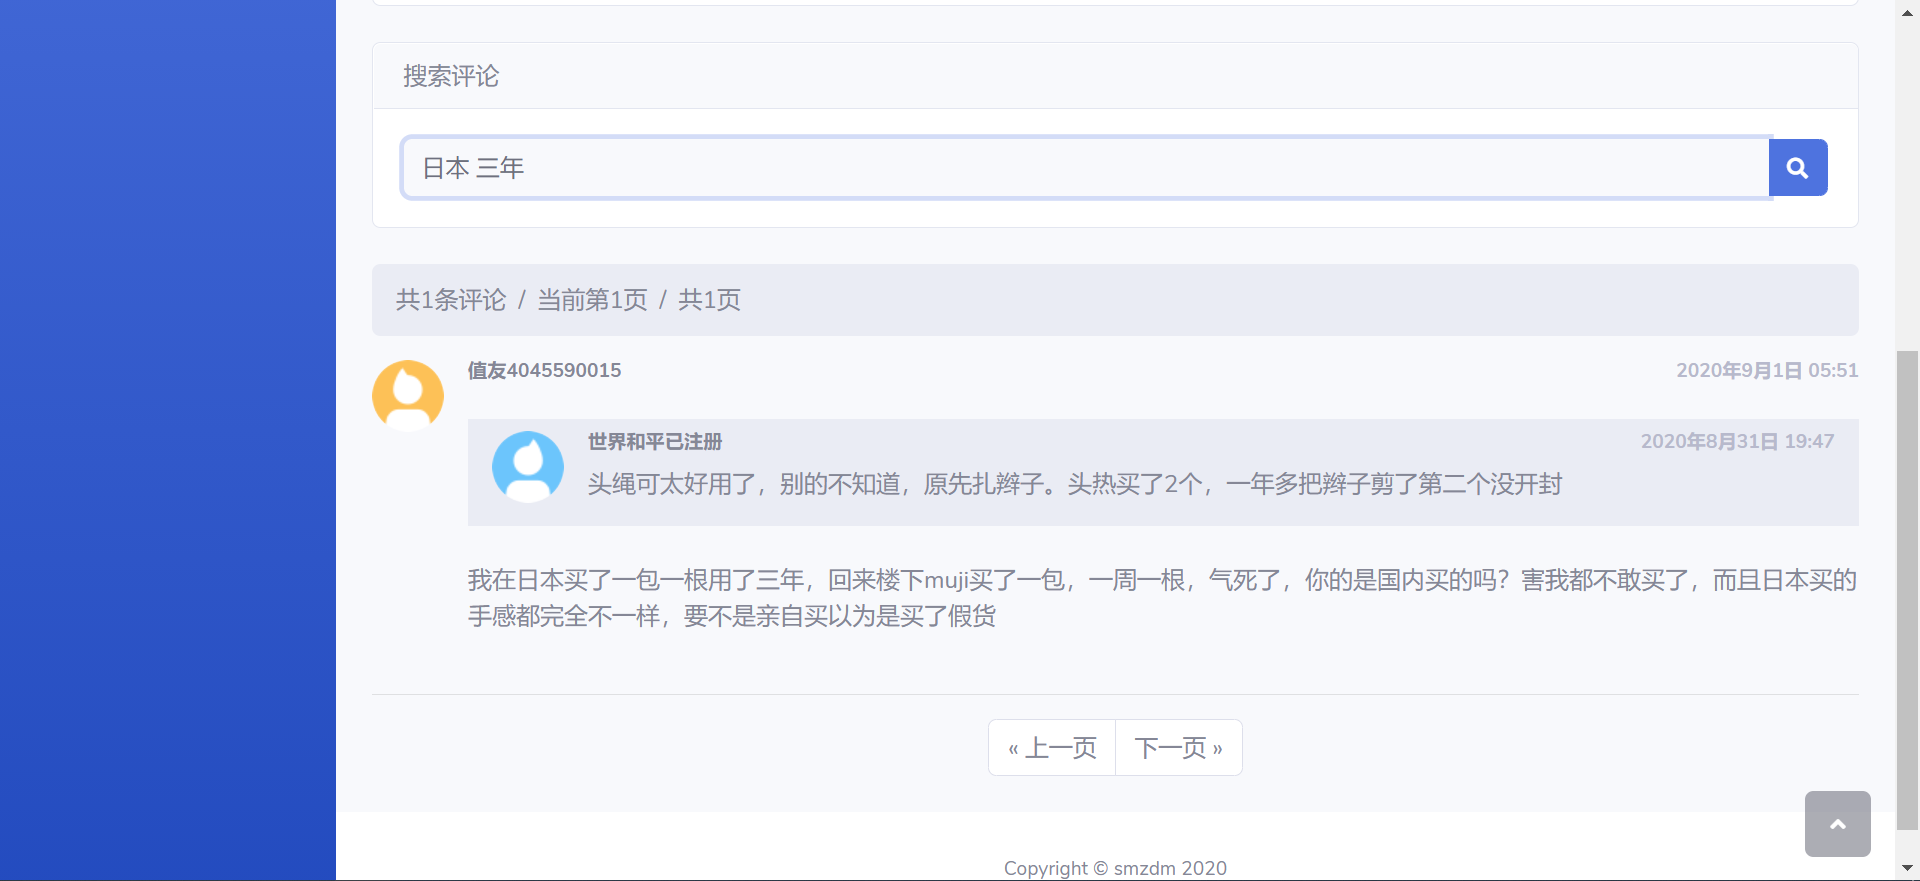 搜索评论
日本 三年
共1条评论 / 当前第1页 / 共1页
值友4045590015
2020年9月1日 05:51
世界和平已注册
2020年8月31日 19:47
头绳可太好用了，别的不知道，原先扎辫子。头热买了2个，一年多把辫子剪了第二个没开封
我在日本买了一包一根用了三年，回来楼下muji买了一包，一周一根，气死了，你的是国内买的吗？害我都不敢买了，而且日本买的
手感都完全不一样，要不是亲自买以为是买了假货
« 上一页
下一页 »
Copyright © smzdm 2020